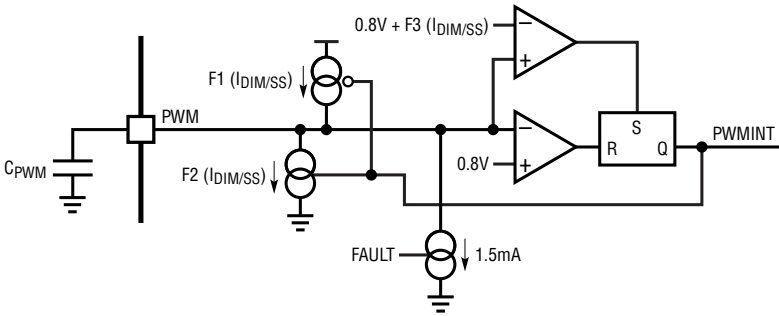 0.8V + F3 (IDIM/SS)
−
+
F1 (IDIM/SS)
PWM
S
PWMINT
−
R
Q
CPWM
F2 (IDIM/SS)
0.8V
+
FAULT
1.5mA